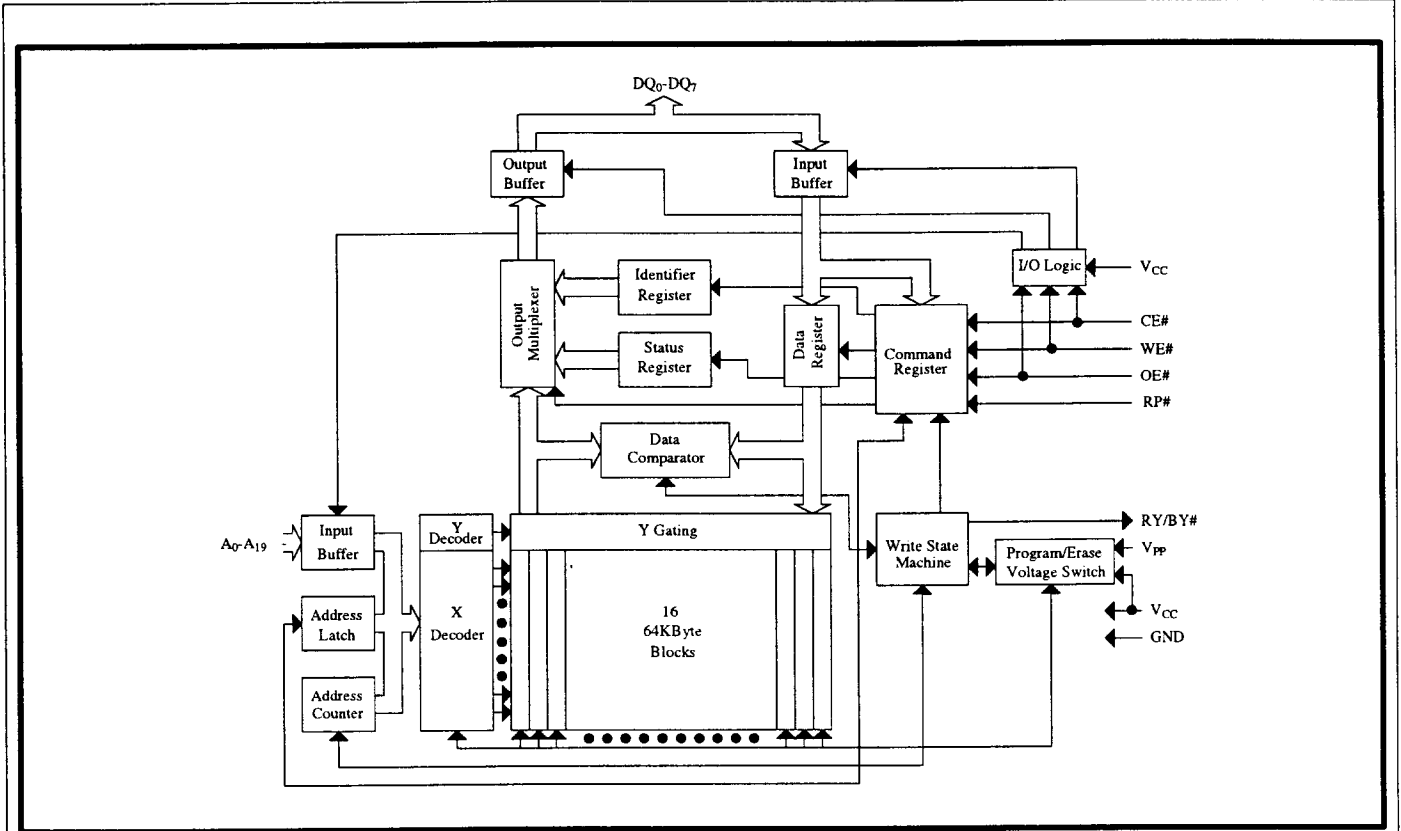 DQ0-DQ7
Output
Buffer
Input
Buffer
I/O Logic
VCC
Identifier
Register
Output
Multiplexer
Status
Register
Data
Register
Command
Register
CE#
WE#
OE#
RP#
Data
Comparator
A0-A19
Input
Buffer
Y
Decoder
Y Gating
Write State
Machine
RY/BY#
Program/Erase
Voltage Switch
VPP
Address
Latch
X
Decoder
16
64KByte
Blocks
VCC
GND
Address
Counter